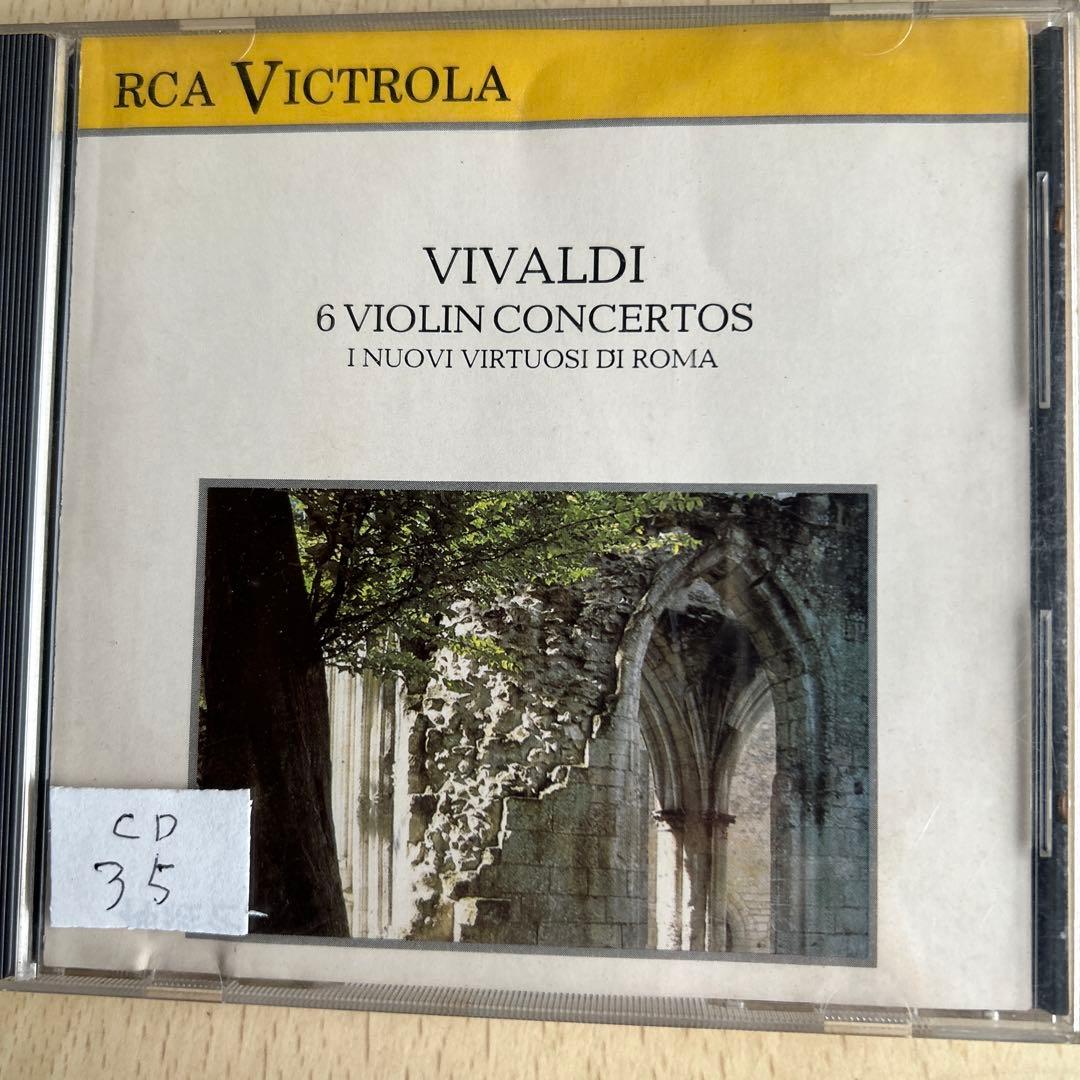 RCA VICTROLA
VIVALDI
6 VIOLIN CONCERTOS
I NUOVI VIRTUOSI DI ROMA
CD
35